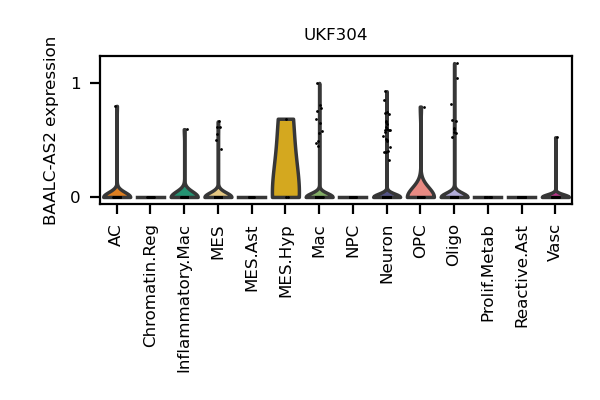 UKF304
BAALC-AS2 expression
1
0
AC
Chromatin.Reg
Inflammatory.Mac
MES
MES.Ast
MES.Hyp
Mac
NPC
Neuron
OPC
Oligo
Prolif.Metab
Reactive.Ast
Vasc